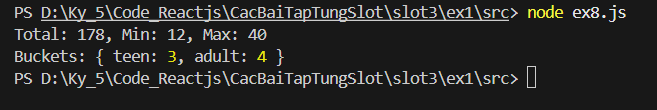 PS D:\Ky_5\Code_Reactjs\CacBaiTapTungSlot\slot3\ex1\src> node ex8.js
Total: 178, Min: 12, Max: 40
Buckets: { teen: 3, adult: 4 }
PS D:\Ky_5\Code_Reactjs\CacBaiTapTungSlot\slot3\ex1\src>